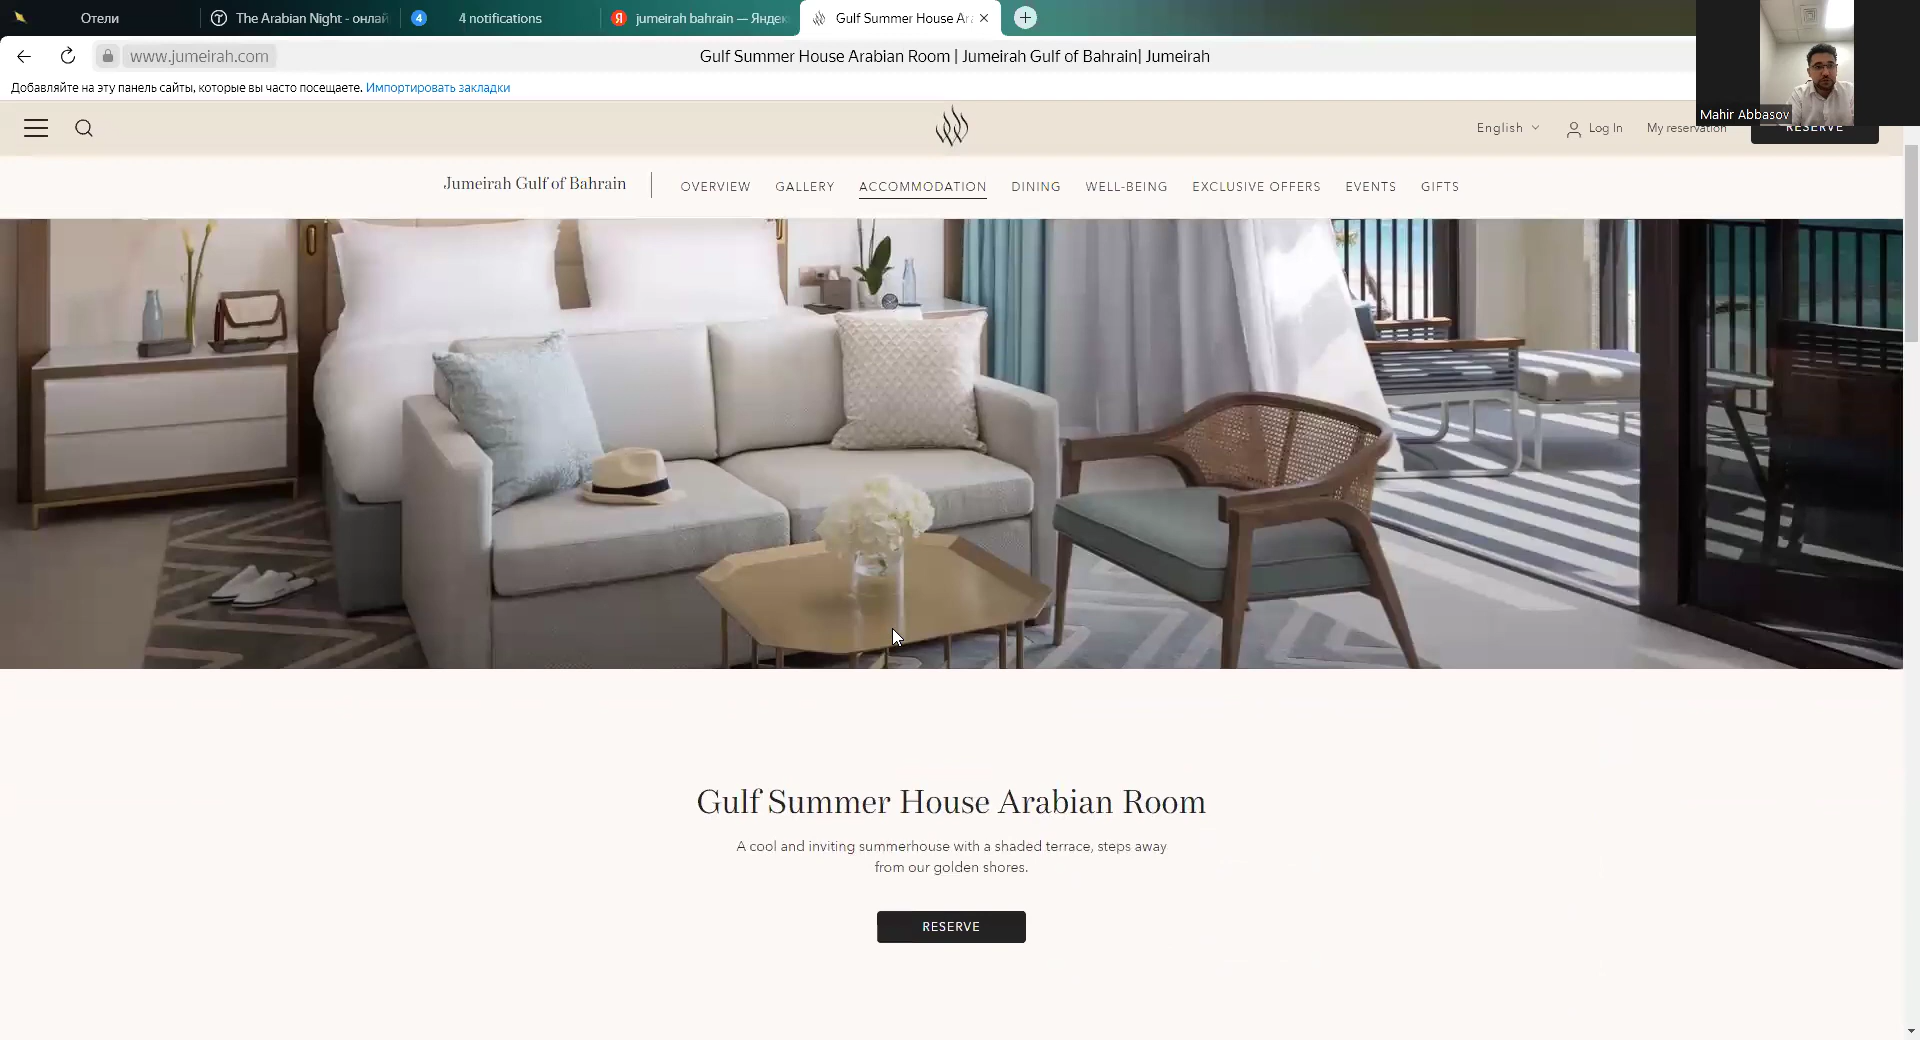 Отели
The Arabian Night - онлай
4
4 notifications
Я
jumeirah bahrain — Яндек
Gulf Summer House Ara
www.jumeirah.com
Gulf Summer House Arabian Room | Jumeirah Gulf of Bahrain| Jumeirah
Добавляйте на эту панель сайты, которые вы часто посещаете. Импортировать закладки
Mahir Abbasov
English
Log In
My reservation
RESERVE
Jumeirah Gulf of Bahrain
OVERVIEW
GALLERY
ACCOMMODATION
DINING
WELL-BEING
EXCLUSIVE OFFERS
EVENTS
GIFTS
Gulf Summer House Arabian Room
A cool and inviting summerhouse with a shaded terrace, steps away
from our golden shores.
RESERVE